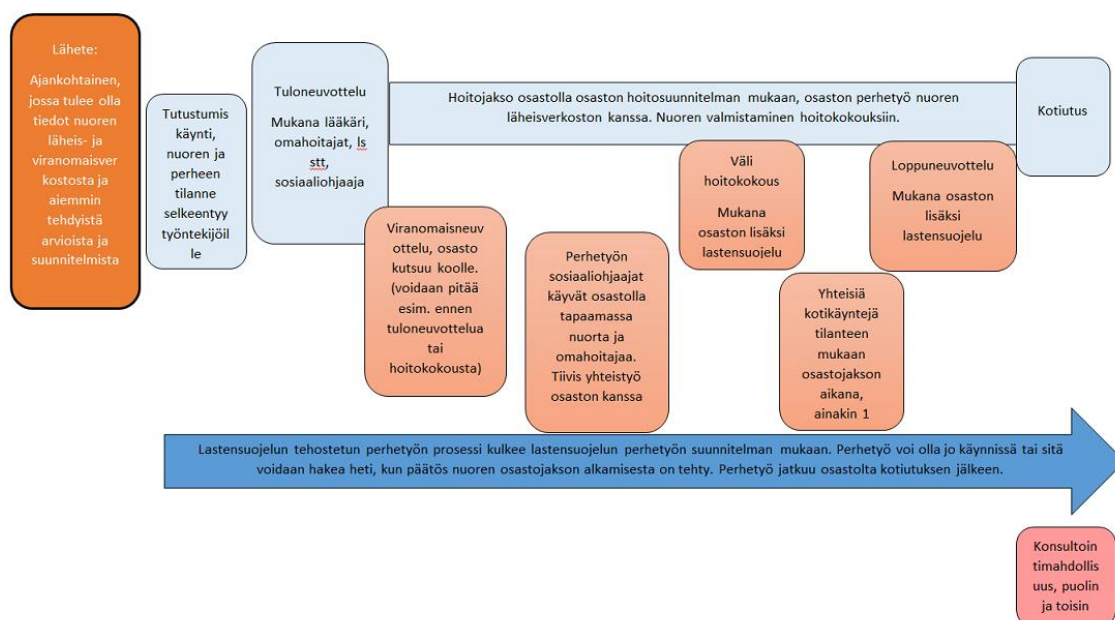 Lähete:
Ajankohtainen,
jossa tulee olla
tiedot nuoren
läheis- ja
viranomaisver
kostosta ja
aiemmin
tehdyistä
arvioista ja
suunnitelmista
Tutustumis
käynti,
nuoren ja
perheen
tilanne
selkeentyy
työntekijöil
le
Tuloneuvottelu
Mukana lääkäri,
omahoitajat, ls
stt,
sosiaaliohjaaja
Hoitojakso osastolla osaston hoitosuunnitelman mukaan, osaston perhetyö nuoren
läheisverkoston kanssa. Nuoren valmistaminen hoitokokouksiin.
Kotiutus
Viranomaisneuv
ottelu, osasto
kutsuu koolle.
(voidaan pitää
esim. ennen
tuloneuvottelua
tai
hoitokokousta)
Perhetyön
sosiaaliohjaajat
käyvät osastolla
tapaamassa
nuorta ja
omahoitajaa.
Tiivis yhteistyö
osaston kanssa
Väli
hoitokokous
Mukana
osaston lisäksi
lastensuojelu
Yhteisiä
kotikäyntejä
tilanteen
mukaan
osastojakson
aikana,
ainakin 1
Loppuneuvottelu
Mukana osaston
lisäksi
lastensuojelu
Lastensuojelun tehostetun perhetyön prosessi kulkee lastensuojelun perhetyön suunnitelman mukaan. Perhetyö voi olla jo käynnissä tai sitä
voidaan hakea heti, kun päätös nuoren osastojakson alkamisesta on tehty. Perhetyö jatkuu osastolta kotiutuksen jälkeen.
Konsultoin
timahdollis
uus, puolin
ja toisin